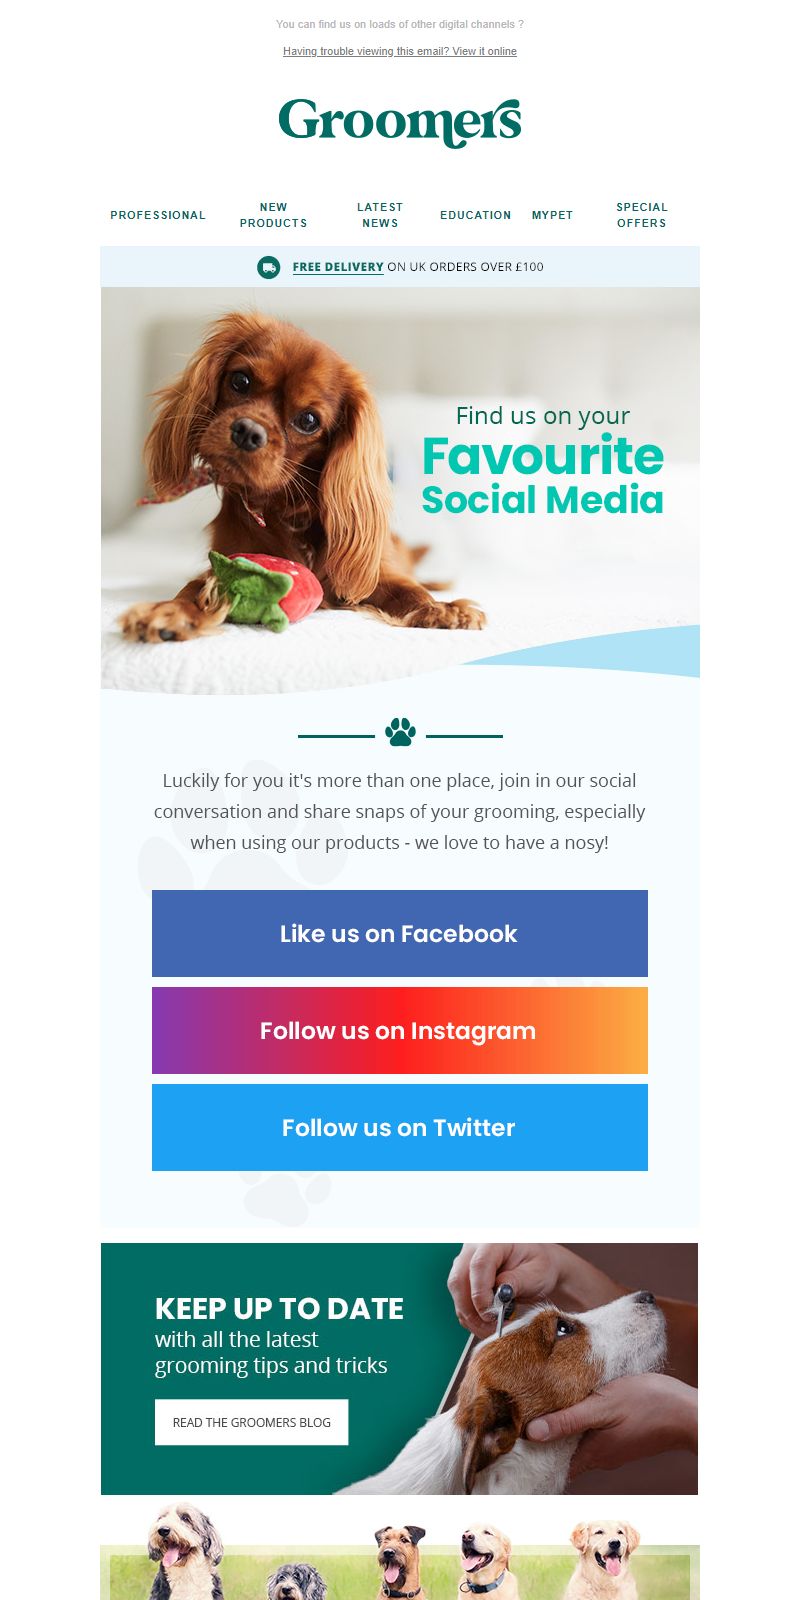 You can find us on loads of other digital channels ?
Having trouble viewing this email? View it online
Groomers
PROFESSIONAL
NEW
PRODUCTS
LATEST
NEWS
EDUCATION
MYPET
SPECIAL
OFFERS
FREE DELIVERY ON UK ORDERS OVER £100
Find us on your
Favourite
Social Media
Luckily for you it's more than one place, join in our social
conversation and share snaps of your grooming, especially
when using our products - we love to have a nosy!
Like us on Facebook
Follow us on Instagram
Follow us on Twitter
KEEP UP TO DATE
with all the latest
grooming tips and tricks
READ THE GROOMERS BLOG